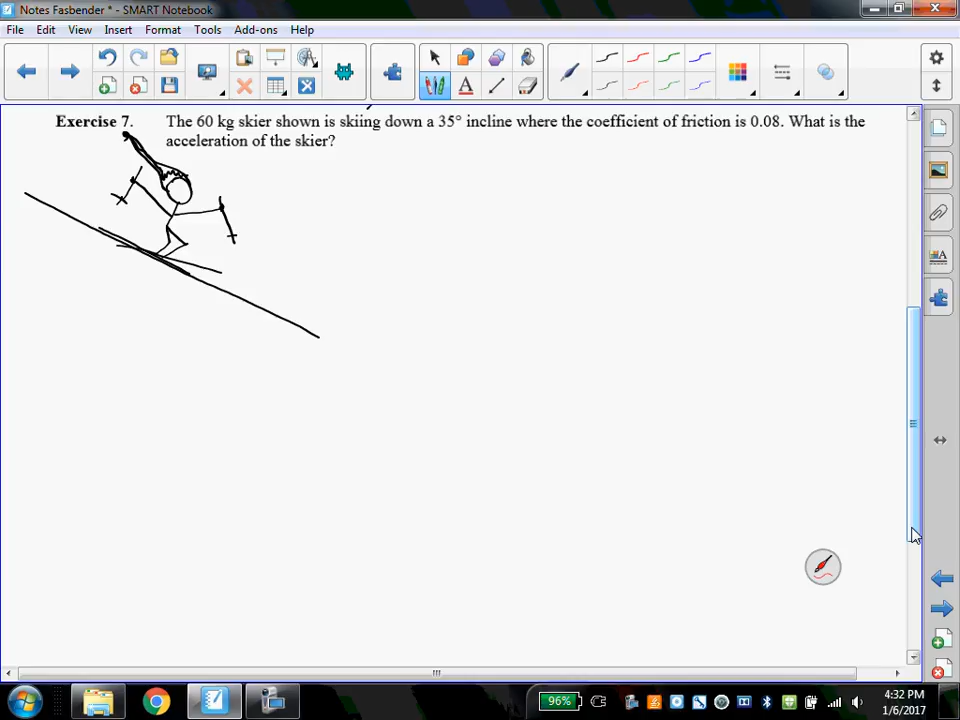 Notes Fasbender * - SMART Notebook
File Edit View Insert Format Tools Add-ons Help
Exercise 7. The 60 kg skier shown is skiing down a 35° incline where the coefficient of friction is 0.08. What is the
acceleration of the skier?
96%
4:32 PM
1/6/2017